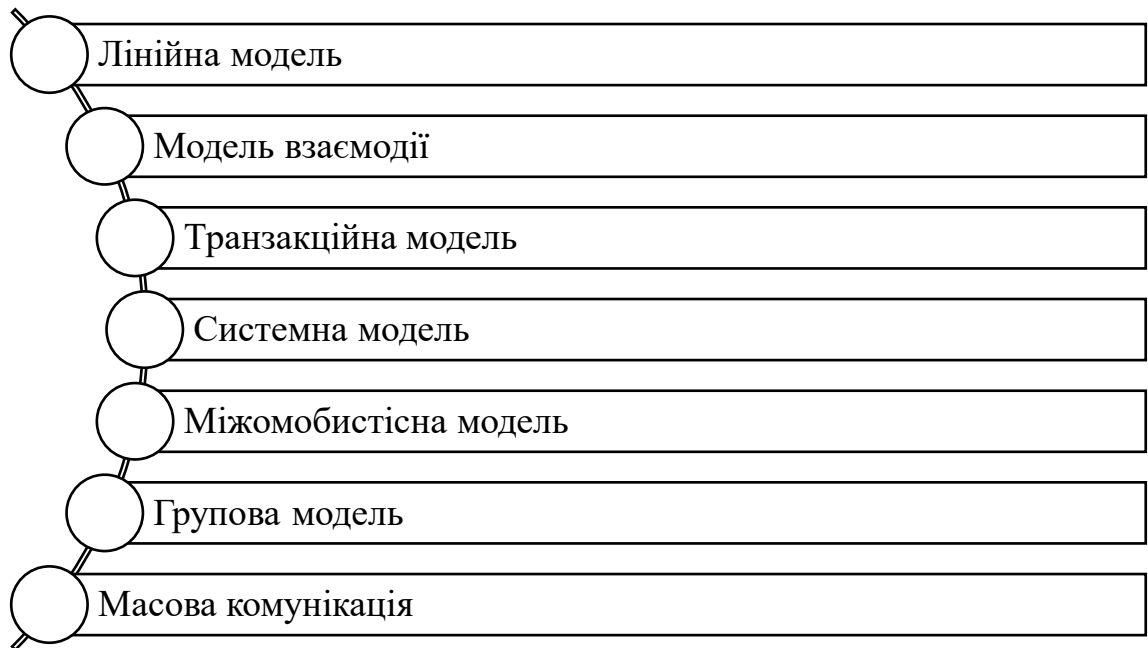 Лінійна модель
Модель взаємодії
Транзакційна модель
Системна модель
Міжомобистісна модель
Групова модель
Масова комунікація